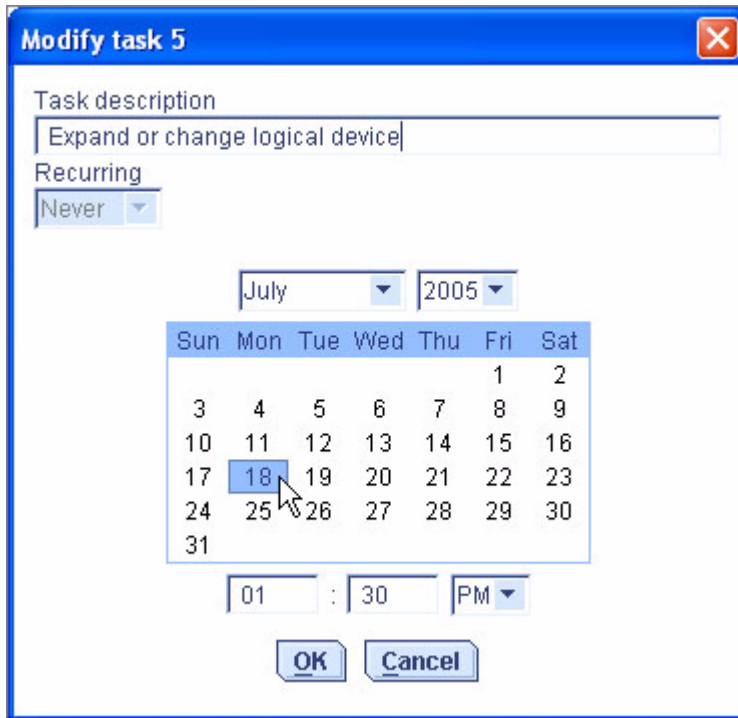 Modify task 5
Task description
Expand or change logical device
Recurring
Never
July 2005
Sun Mon Tue Wed Thu Fri Sat
1 2
3 4 5 6 7 8 9
10 11 12 13 14 15 16
17 18 19 20 21 22 23
24 25 26 27 28 29 30
31
01 : 30 PM
OK Cancel